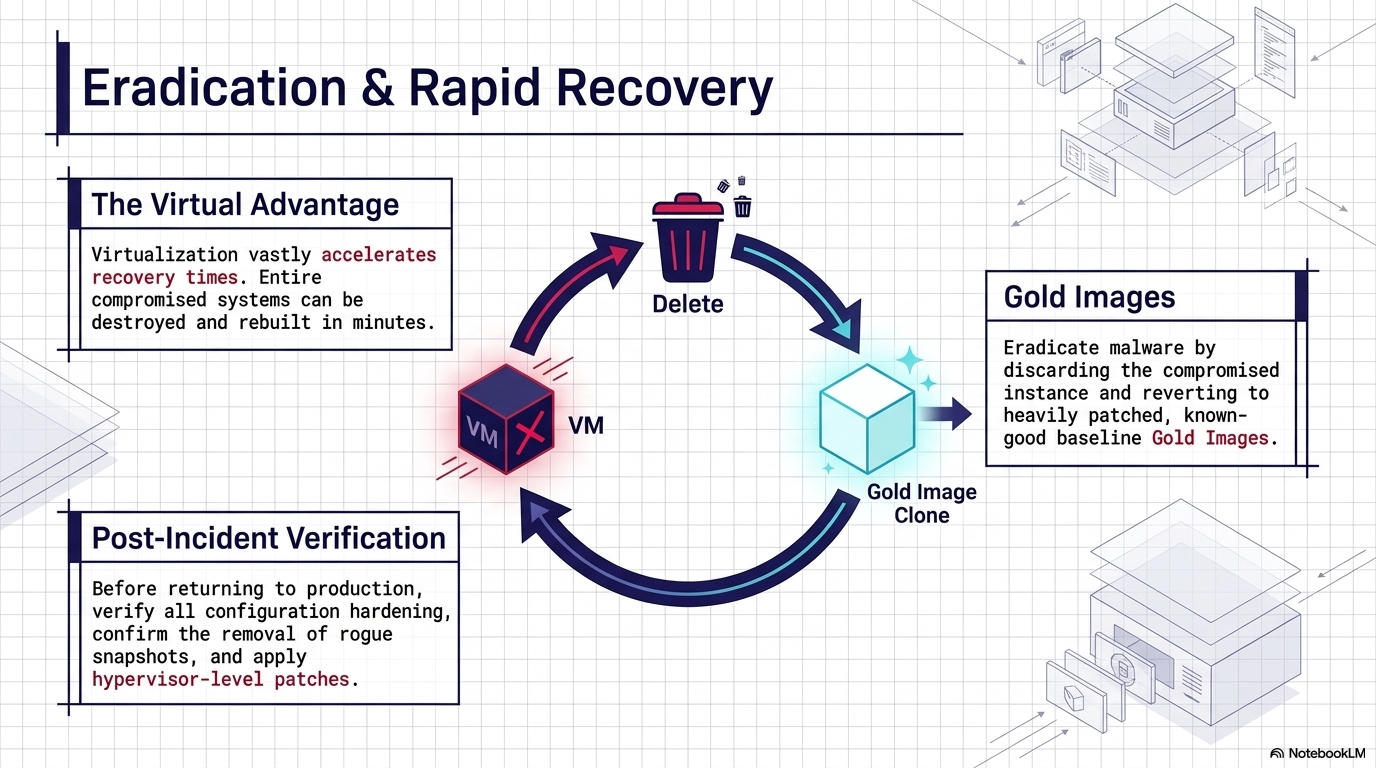 Eradication & Rapid Recovery
The Virtual Advantage
Virtualization vastly accelerates
recovery times. Entire
compromised systems can be
destroyed and rebuilt in minutes.
Delete
VM
VM
Gold Image
Clone
Gold Images
Eradicate malware by
discarding the compromised
instance and reverting to
heavily patched, known-
good baseline Gold Images.
Post-Incident Verification
Before returning to production,
verify all configuration hardening,
confirm the removal of rogue
snapshots, and apply
hypervisor-level patches.
NotebookLM